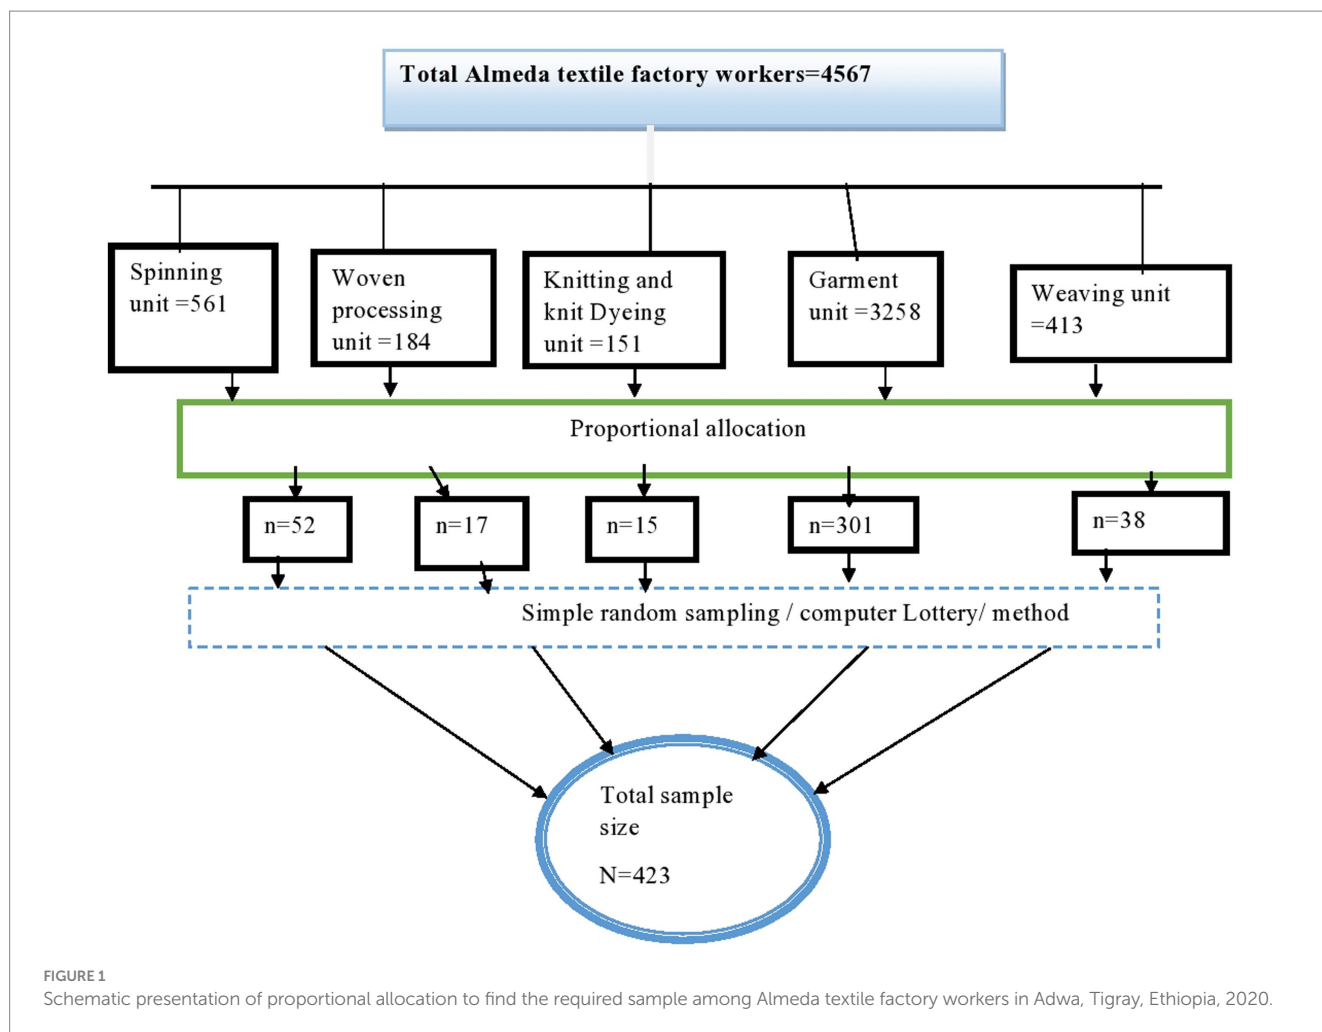 Total Almeda textile factory workers=4567
Spinning
unit =561
Woven
processing
unit =184
Knitting and
knit Dyeing
unit =151
Garment
unit =3258
Weaving unit
=413
Proportional allocation
n=52
n=17
n=15
n=301
n=38
Simple random sampling / computer Lottery/ method
Total sample
size
N=423
FIGURE 1
Schematic presentation of proportional allocation to find the required sample among Almeda textile factory workers in Adwa, Tigray, Ethiopia, 2020.